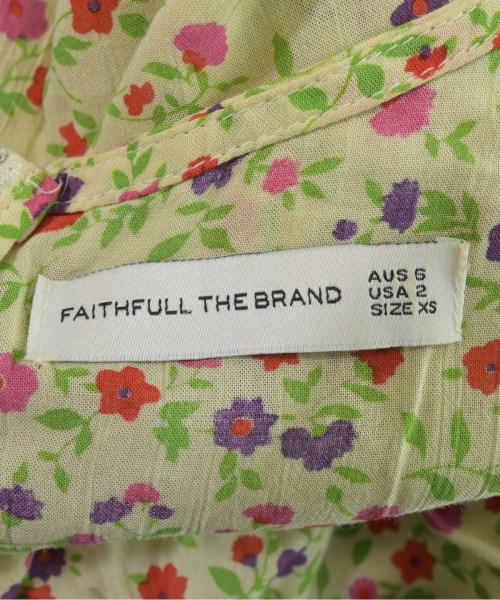 FAITHFULL THE BRAND
AUS 6
USA 2
SIZE XS